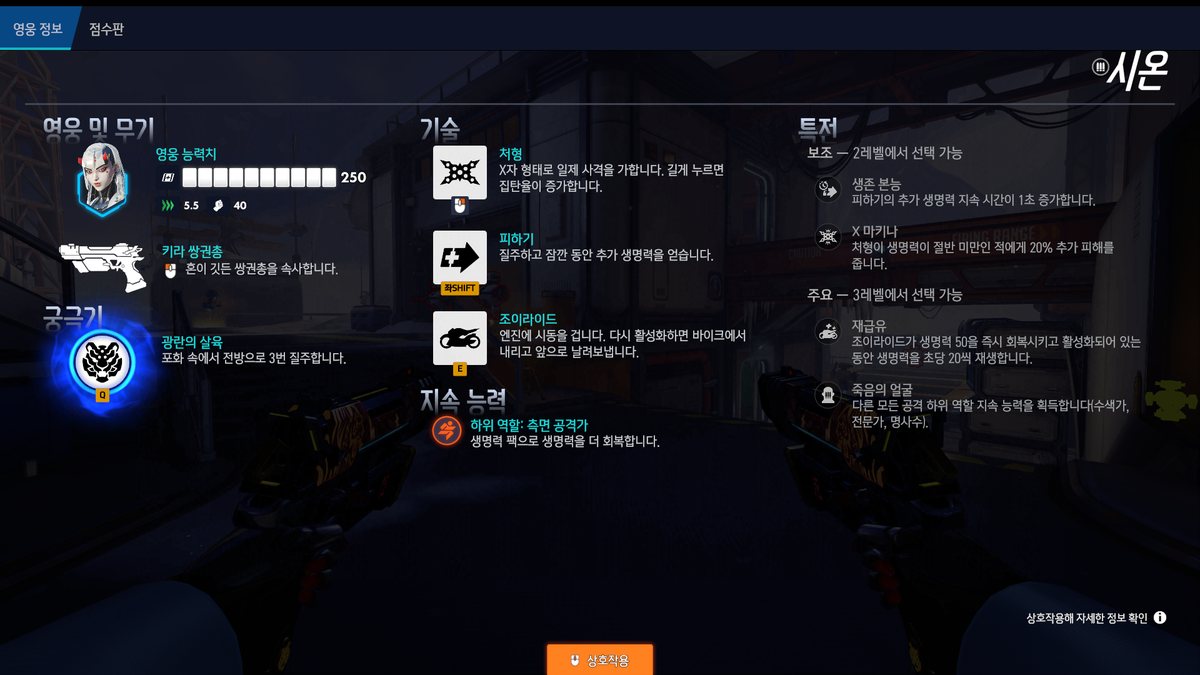 영웅 정보
점수판
시온
영웅 및 무기
영웅 능력치
250
5.5
40
키라 쌍권총
혼이 깃든 쌍권총을 속사합니다.
궁극기
광란의 살육
포화 속에서 전방으로 3번 질주합니다.
Q
기술
처형
X자 형태로 일제 사격을 가합니다. 길게 누르면
집탄율이 증가합니다.
피하기
질주하고 잠깐 동안 추가 생명력을 얻습니다.
좌SHIFT
조이라이드
엔진에 시동을 겁니다. 다시 활성화하면 바이크에서
내리고 앞으로 날려보냅니다.
E
지속 능력
하위 역할: 측면 공격가
생명력 팩으로 생명력을 더 회복합니다.
특전
보조 – 2레벨에서 선택 가능
생존 본능
피하기의 추가 생명력 지속 시간이 1초 증가합니다.
X 마키나
처형이 생명력이 절반 미만인 적에게 20% 추가 피해를
줍니다.
주요 – 3레벨에서 선택 가능
재급유
조이라이드가 생명력 50을 즉시 회복시키고 활성화되어 있는
동안 생명력을 초당 20씩 재생합니다.
죽음의 얼굴
다른 모든 공격 하위 역할 지속 능력을 획득합니다(수색가,
전문가, 명사수).
상호작용해 자세한 정보 확인
상호작용